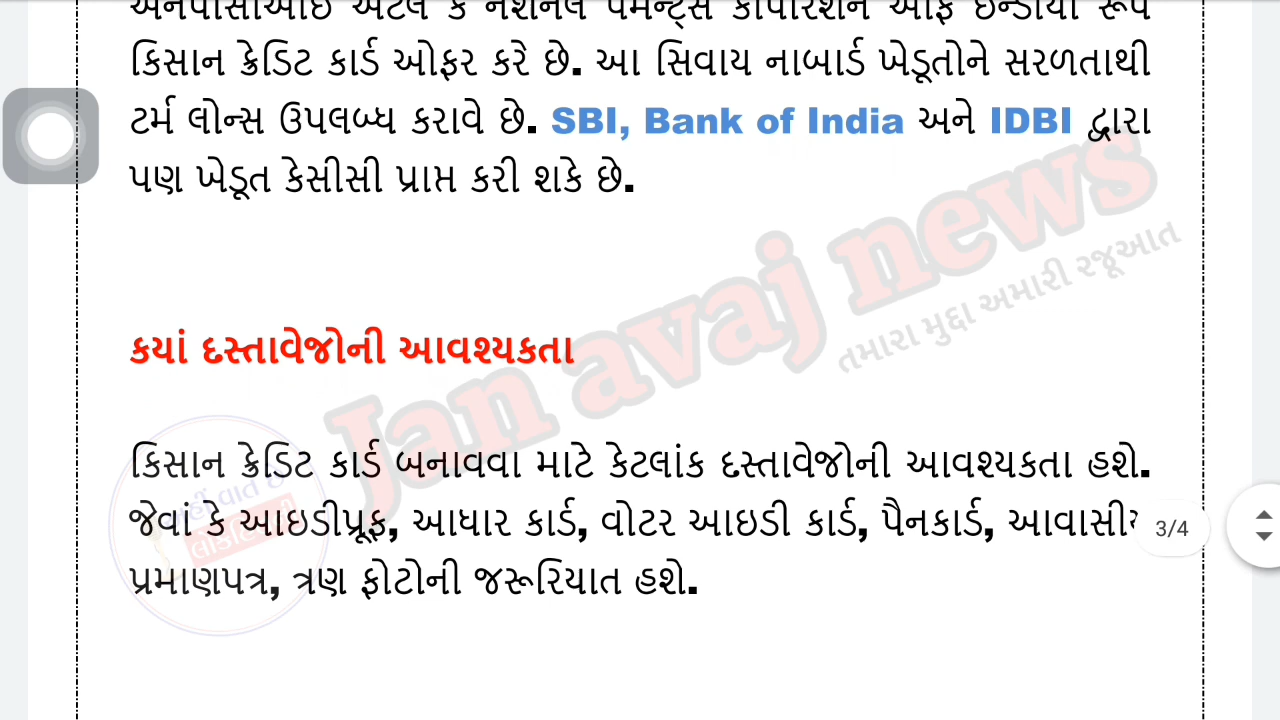 કિસાન ક્રેડિટ કાર્ડ ઓફર કરે છે. આ સિવાય નાબાર્ડ ખેડૂતોને સરળતાથી
ટર્મ લોન્સ ઉપલબ્ધ કરાવે છે. SBI, Bank of India અને IDBI દ્વારા
પણ ખેડૂત કેસીસી પ્રાપ્ત કરી શકે છે.
Jan avaj news
તમારા મુદ્દા અમારી રજૂઆત
કયાં દસ્તાવેજોની આવશ્યકતા
કિસાન ક્રેડિટ કાર્ડ બનાવવા માટે કેટલાંક દસ્તાવેજોની આવશ્યકતા હશે.
જેવાં કે આઇડીપ્રૂફ, આધાર કાર્ડ, વોટર આઇડી કાર્ડ, પૈનકાર્ડ,
3/4
પ્રમાણપત્ર, ત્રણ ફોટોની જરૂરિયાત હશે.